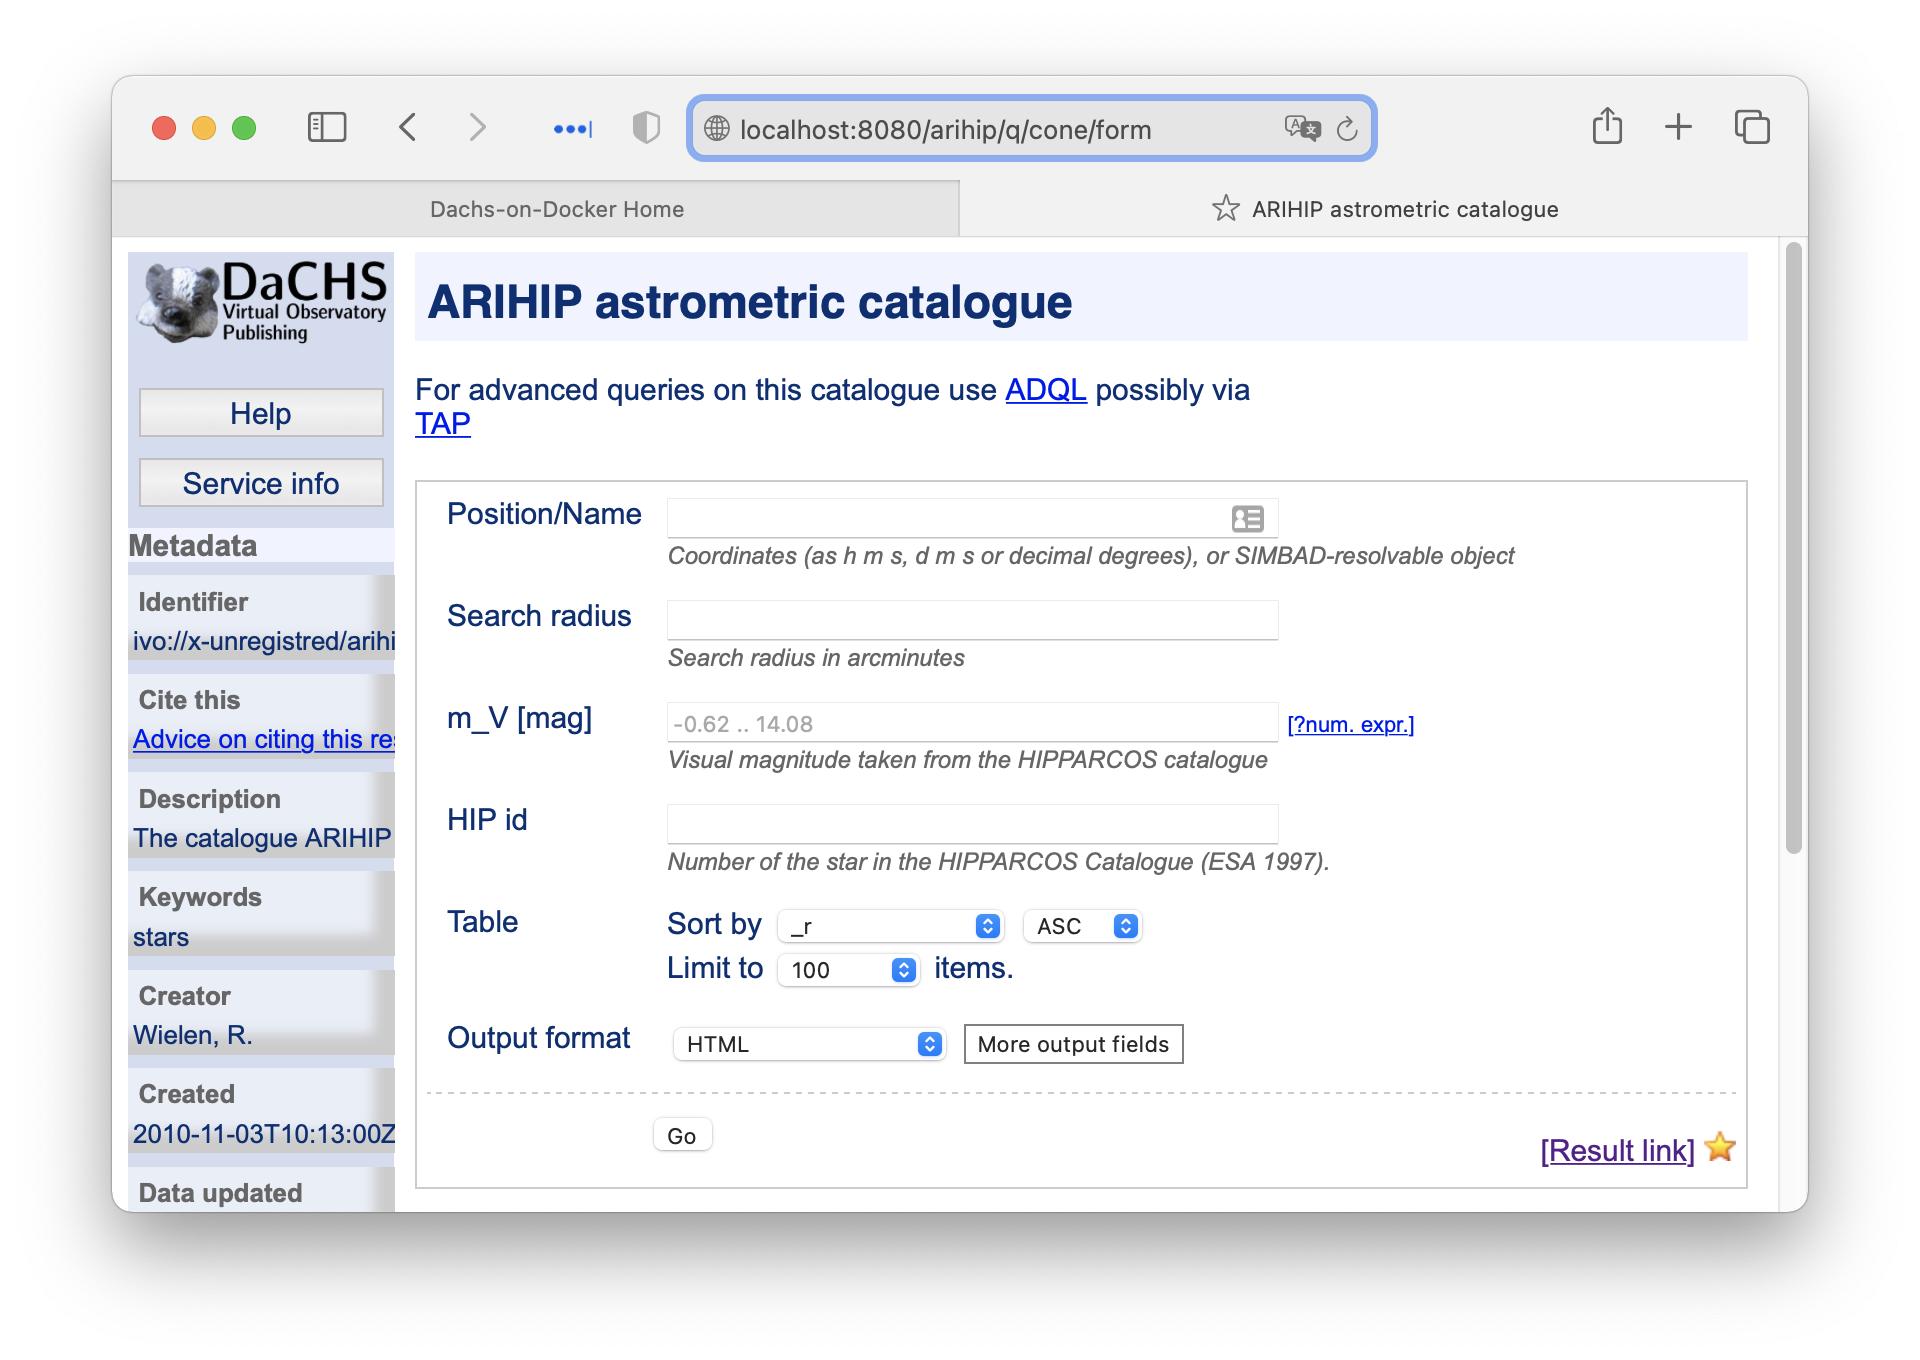 localhost:8080/arihip/q/cone/form
Dachs-on-Docker Home
ARIHIP astrometric catalogue
DaCHS
Virtual Observatory
Publishing
Help
Service info
Metadata
Identifier
ivo://x-unregistred/arihi
Cite this
Advice on citing this res
Description
The catalogue ARIHIP
Keywords
stars
Creator
Wielen, R.
Created
2010-11-03T10:13:00Z
Data updated
ARIHIP astrometric catalogue
For advanced queries on this catalogue use ADQL possibly via
TAP
Position/Name
Coordinates (as h m s, d m s or decimal degrees), or SIMBAD-resolvable object
Search radius
Search radius in arcminutes
m_V [mag]
-0.62 .. 14.08
[?num. expr.]
Visual magnitude taken from the HIPPARCOS catalogue
HIP id
Number of the star in the HIPPARCOS Catalogue (ESA 1997).
Table
Sort by _r ASC
Limit to 100 items.
Output format
HTML
More output fields
Go
[Result link]